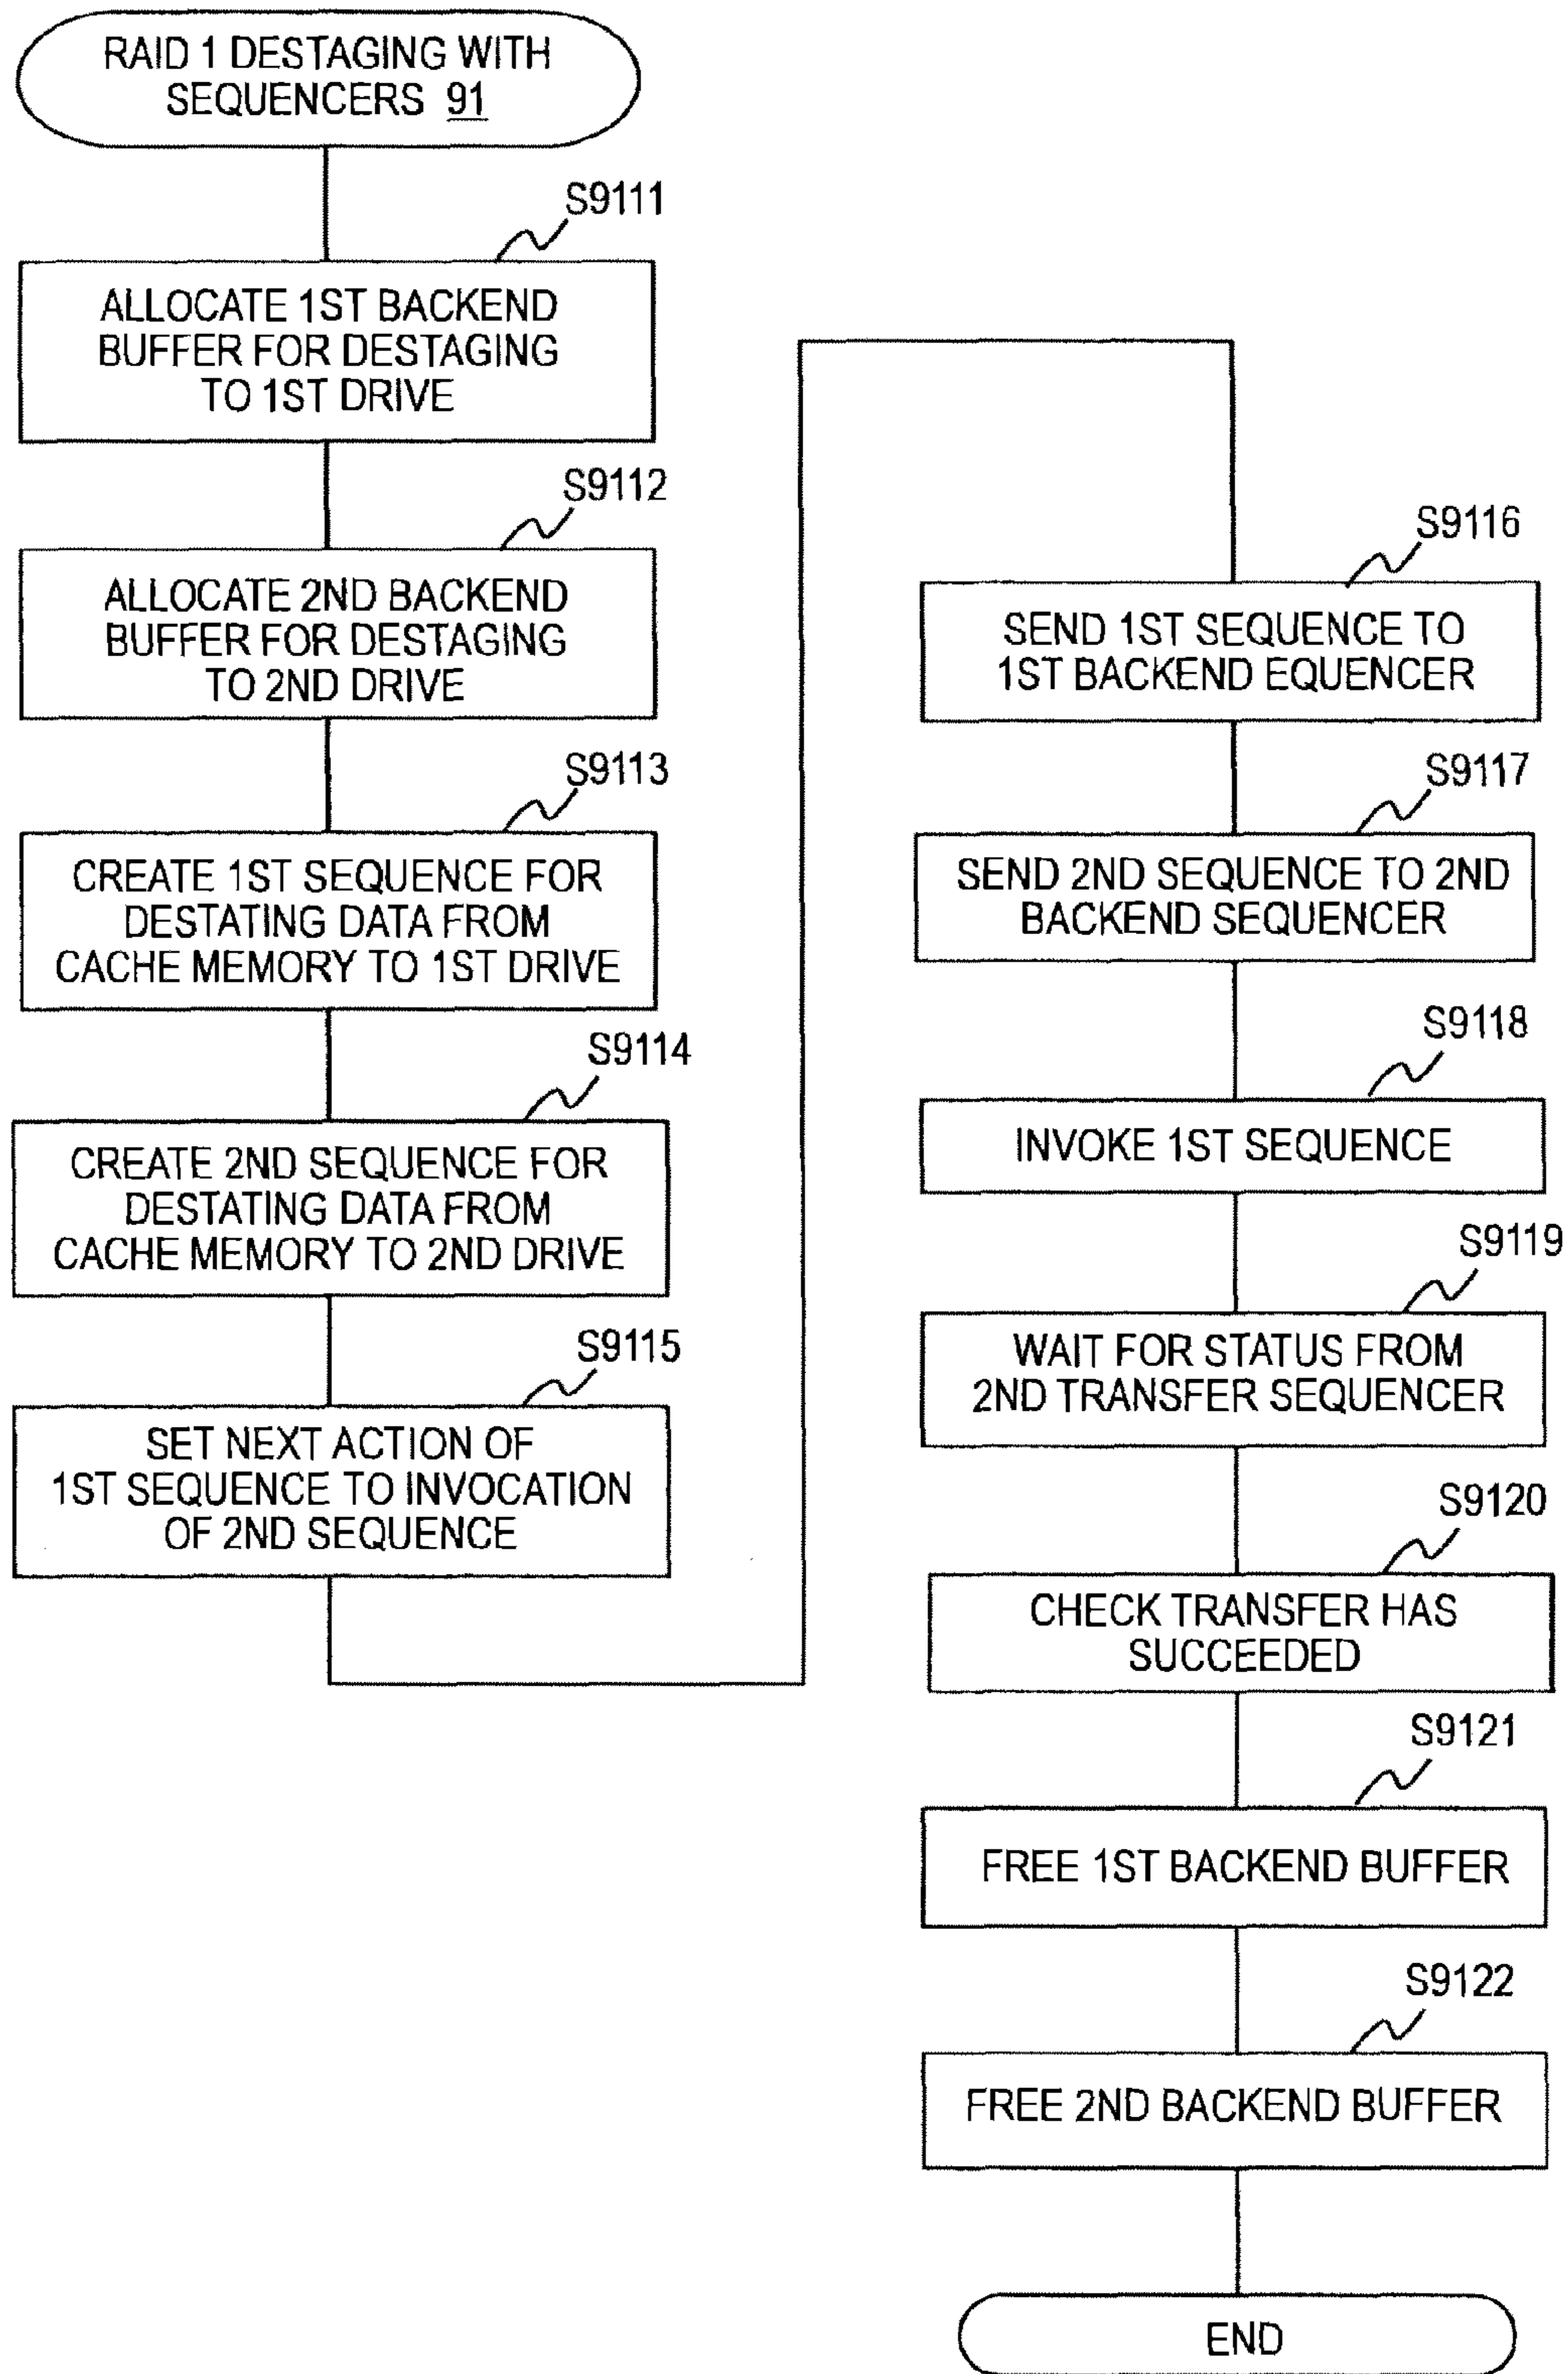 RAID 1 DESTAGING WITH
SEQUENCERS 91
S9111
ALLOCATE 1ST BACKEND
BUFFER FOR DESTAGING
TO 1ST DRIVE
S9112
ALLOCATE 2ND BACKEND
BUFFER FOR DESTAGING
TO 2ND DRIVE
S9113
CREATE 1ST SEQUENCE FOR
DESTATING DATA FROM
CACHE MEMORY TO 1ST DRIVE
S9114
CREATE 2ND SEQUENCE FOR
DESTATING DATA FROM
CACHE MEMORY TO 2ND DRIVE
S9115
SET NEXT ACTION OF
1ST SEQUENCE TO INVOCATION
OF 2ND SEQUENCE
S9116
SEND 1ST SEQUENCE TO
1ST BACKEND EQUENCER
S9117
SEND 2ND SEQUENCE TO 2ND
BACKEND SEQUENCER
S9118
INVOKE 1ST SEQUENCE
S9119
WAIT FOR STATUS FROM
2ND TRANSFER SEQUENCER
S9120
CHECK TRANSFER HAS
SUCCEEDED
S9121
FREE 1ST BACKEND BUFFER
S9122
FREE 2ND BACKEND BUFFER
END